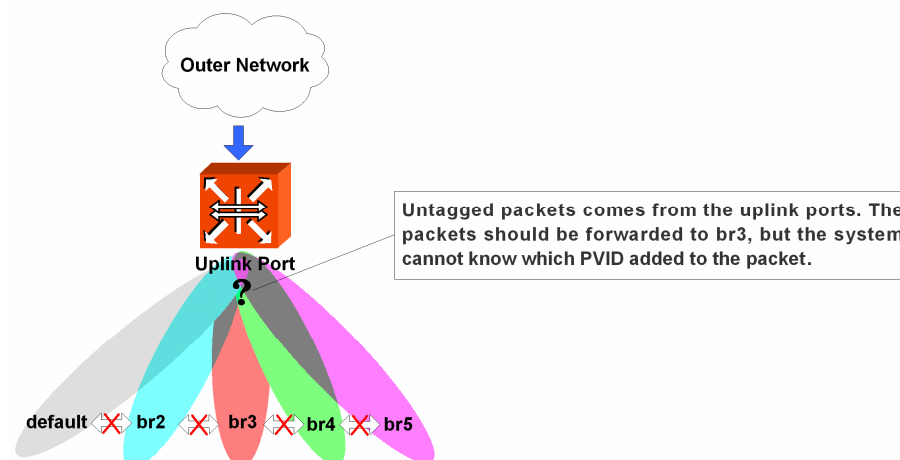 Outer Network
Untagged packets comes from the uplink ports. The
packets should be forwarded to br3, but the system
cannot know which PVID added to the packet.
Uplink Port
?
default
br2
br3
br4
br5